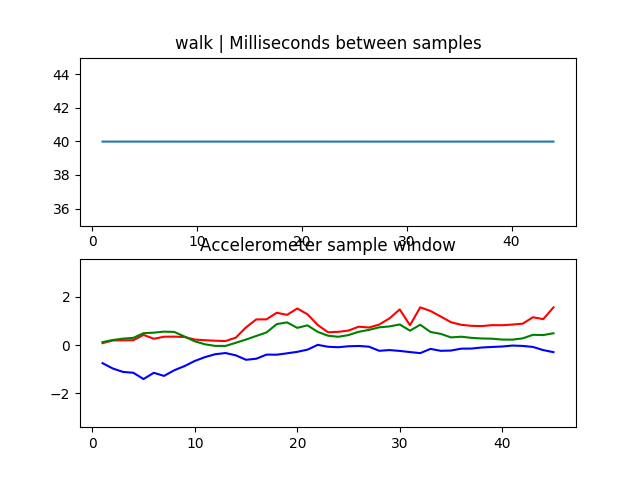 walk | Milliseconds between samples
44
42
40
38
36
0 10 20 30 40
Accelerometer sample window
2
0
−2
0 10 20 30 40